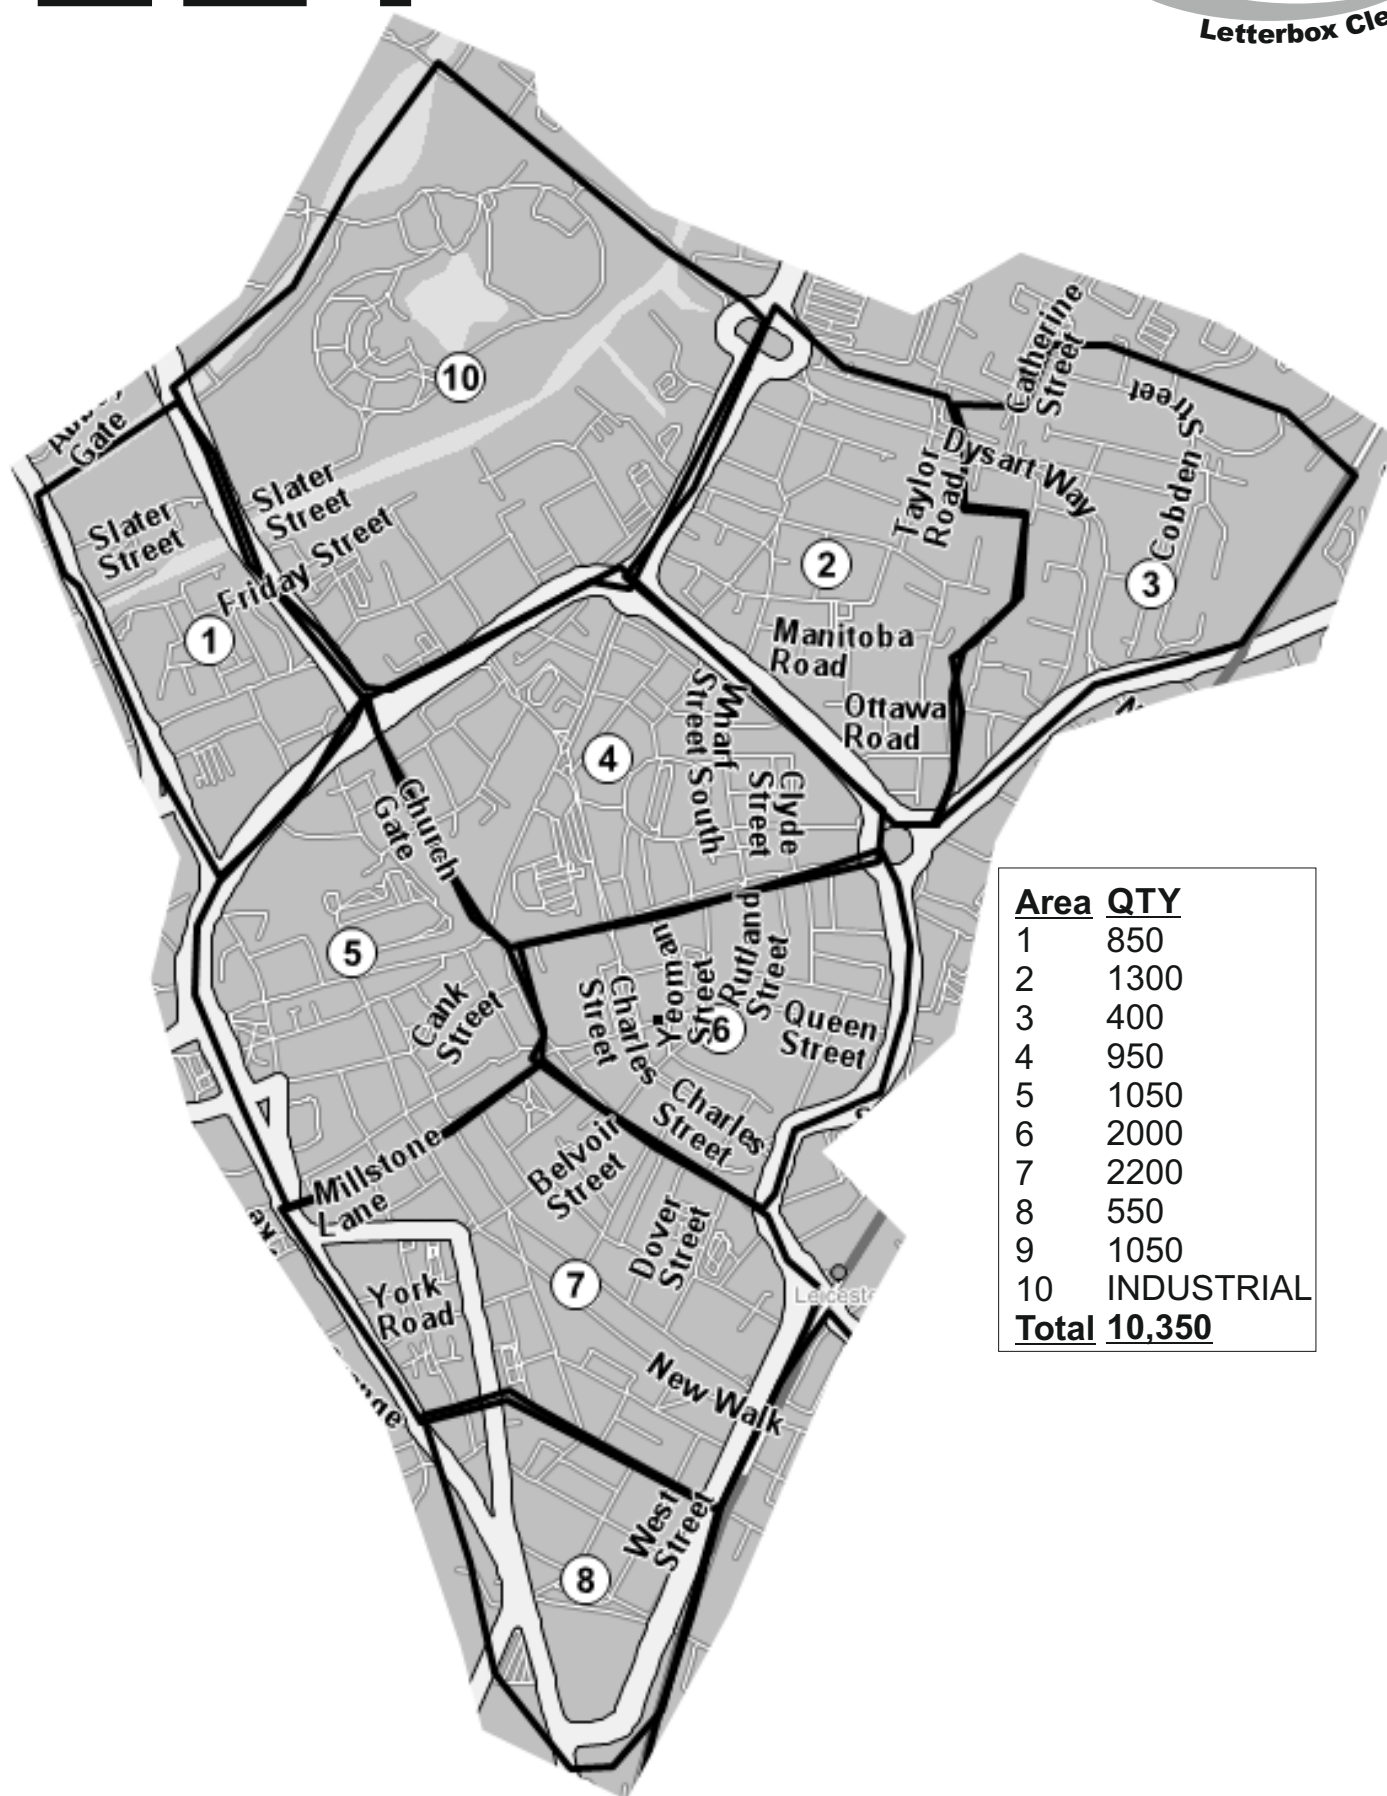 Letterbox Cle
Catherine
Street
Street
Cobden
Gate
Dysart Way
Taylor
Road
Slater
Street
Slater
Street
Friday Street
10
2
3
1
Manitoba
Road
Wharf
Street South
Ottawa
Road
4
Clyde
Street
Church
Gate
5
Cank
Street
Charles
Street
Yeoman
Street
Rutland
Street
6
Queen
Street
Charles
Street
Millstone
Lane
Belvoir
Street
Dover
Street
7
York
Road
Leiceste
New Walk
West
Street
8
Area QTY
1 850
2 1300
3 400
4 950
5 1050
6 2000
7 2200
8 550
9 1050
10 INDUSTRIAL
Total 10,350